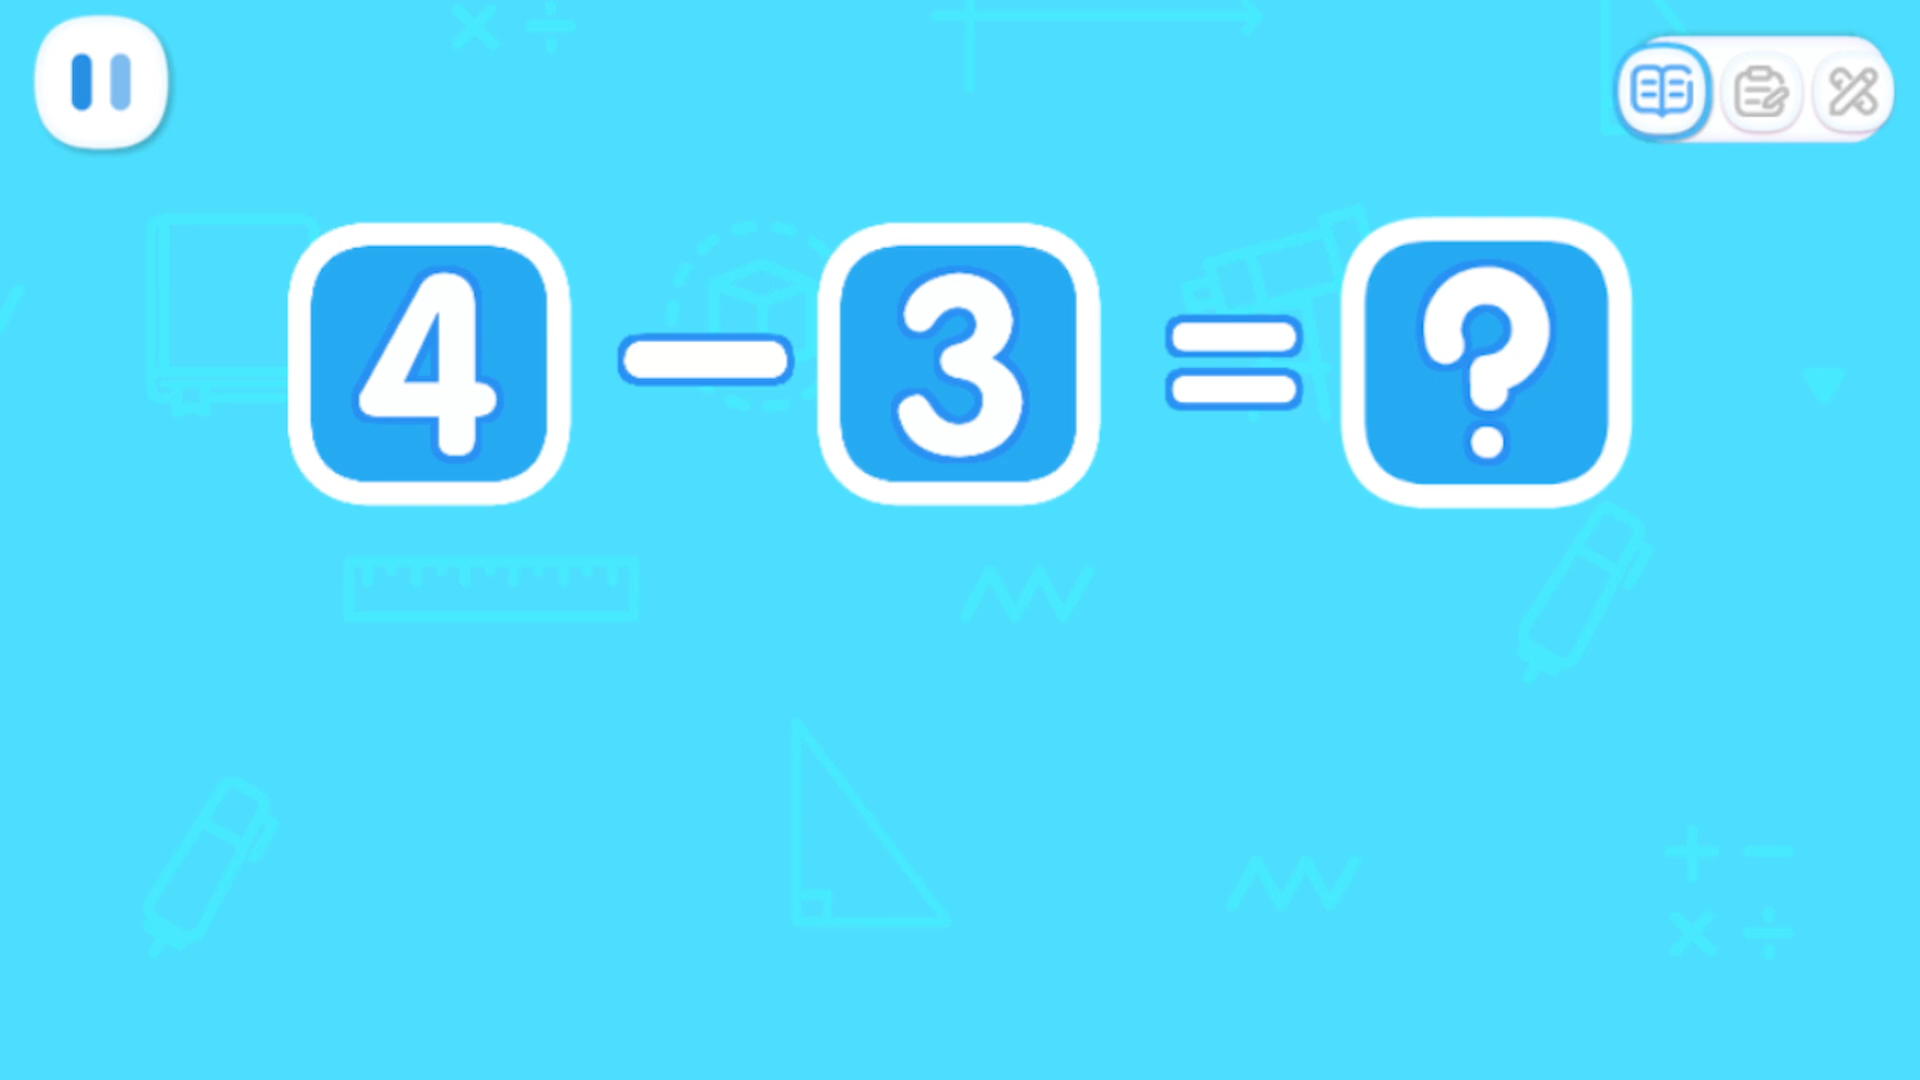 4 – 3 = ?